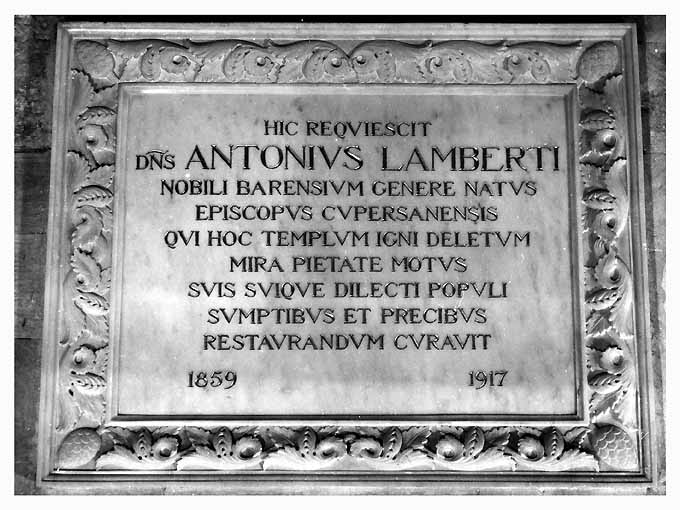 HIC REQVIESCIT
DÑS ANTONIVS LAMBERTI
NOBILI BARENSIVM GENERE NATVS
EPISCOPVS CVPERSANENSIS
QVI HOC TEMPLVM IGNI DELETVM
MIRA PIETATE MOTVS
SVIS SVIQVE DILECTI POPVLI
SVMPTIBVS ET PRECIBVS
RESTAVRANDVM CVRAVIT
1859 1917